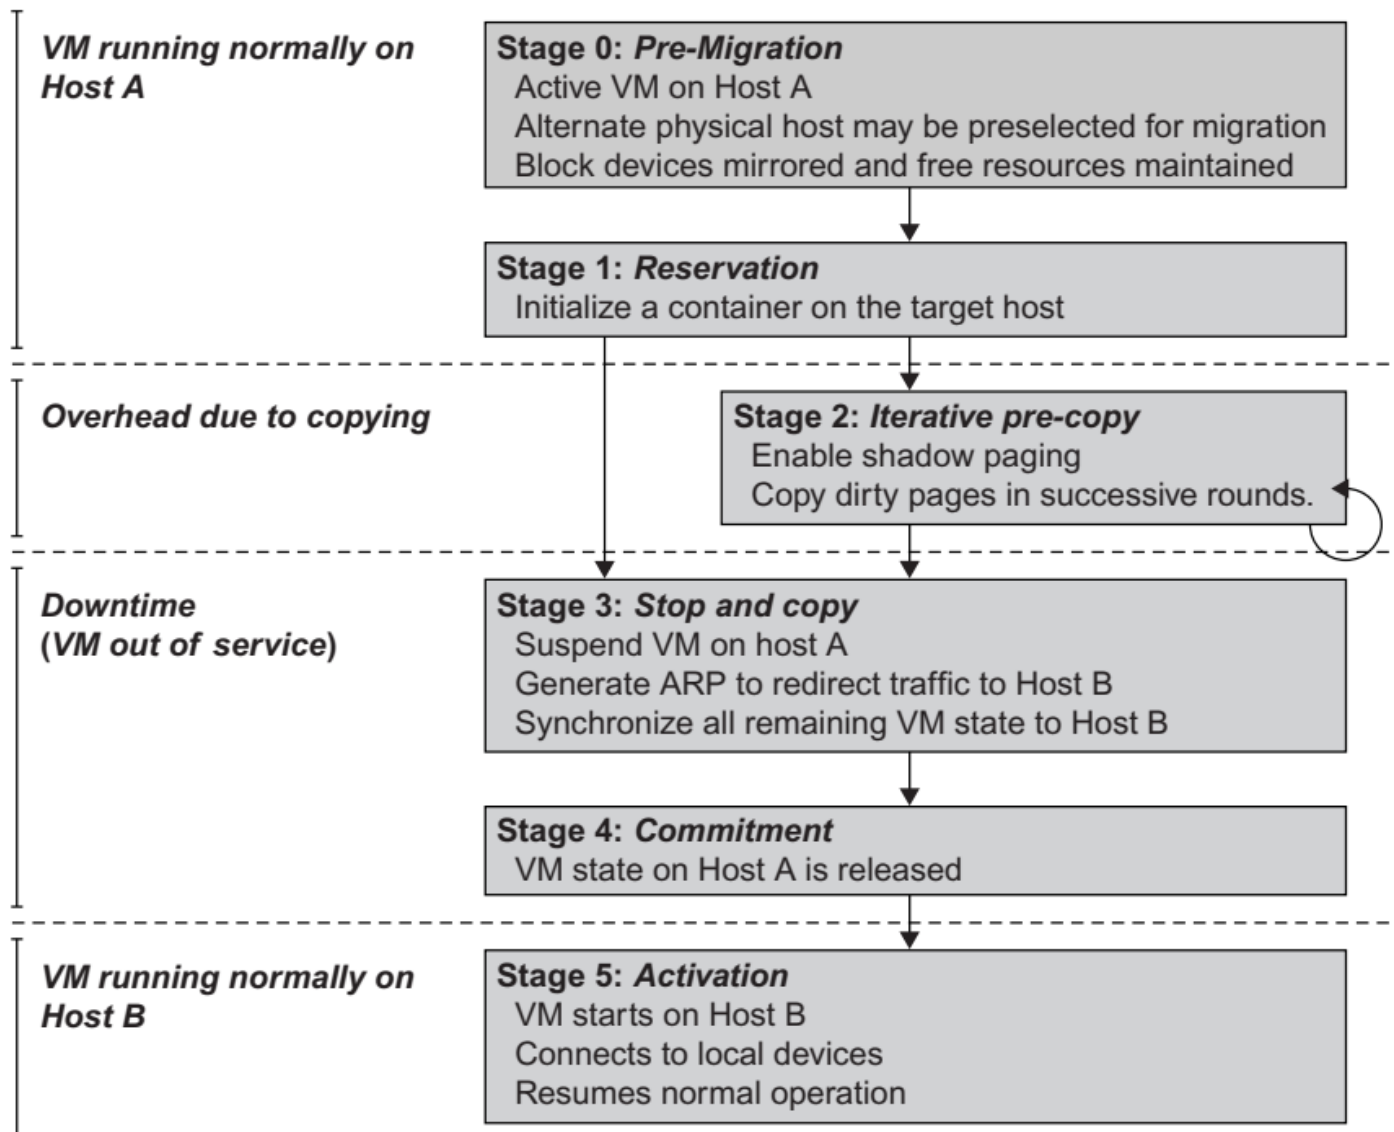 VM running normally on
Host A
Stage 0: Pre-Migration
Active VM on Host A
Alternate physical host may be preselected for migration
Block devices mirrored and free resources maintained
Stage 1: Reservation
Initialize a container on the target host
Overhead due to copying
Stage 2: Iterative pre-copy
Enable shadow paging
Copy dirty pages in successive rounds.
Downtime
(VM out of service)
Stage 3: Stop and copy
Suspend VM on host A
Generate ARP to redirect traffic to Host B
Synchronize all remaining VM state to Host B
Stage 4: Commitment
VM state on Host A is released
VM running normally on
Host B
Stage 5: Activation
VM starts on Host B
Connects to local devices
Resumes normal operation